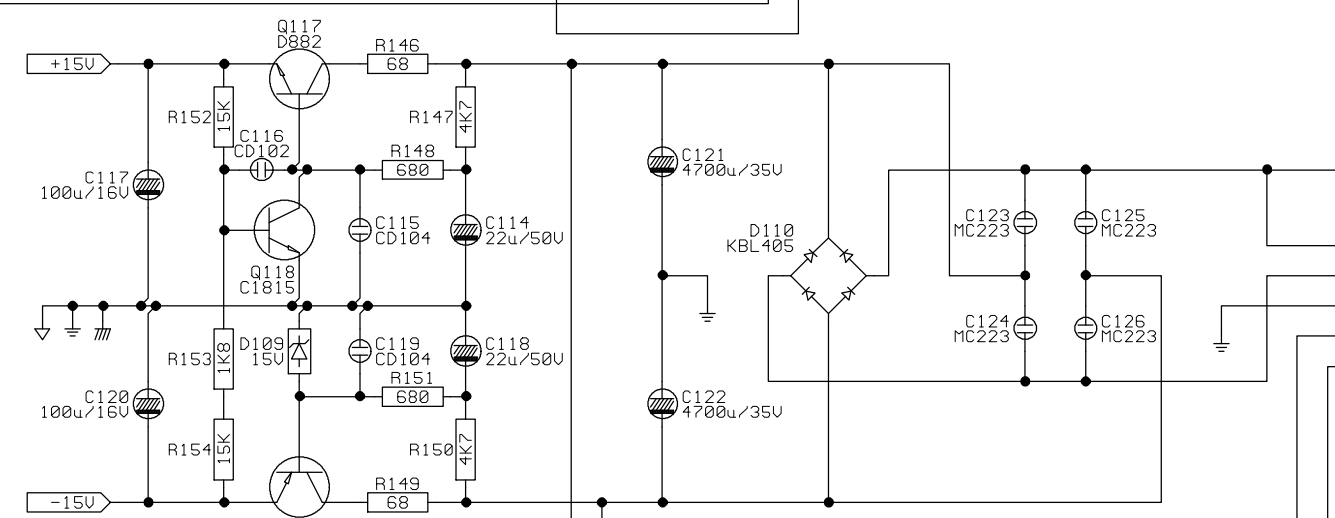 Q117
D882
R146
68
+15V
R152
15K
R147
4K7
C116
CD102
R148
680
C121
4700u/35V
C117
100u/16V
C115
CD104
C114
22u/50V
D110
KBL405
C123
MC223
C125
MC223
Q118
C1815
C124
MC223
C126
MC223
R153
1K8
D109
15V
C119
CD104
C118
22u/50V
R151
680
C120
100u/16V
C122
4700u/35V
R154
15K
R150
4K7
R149
68
-15V